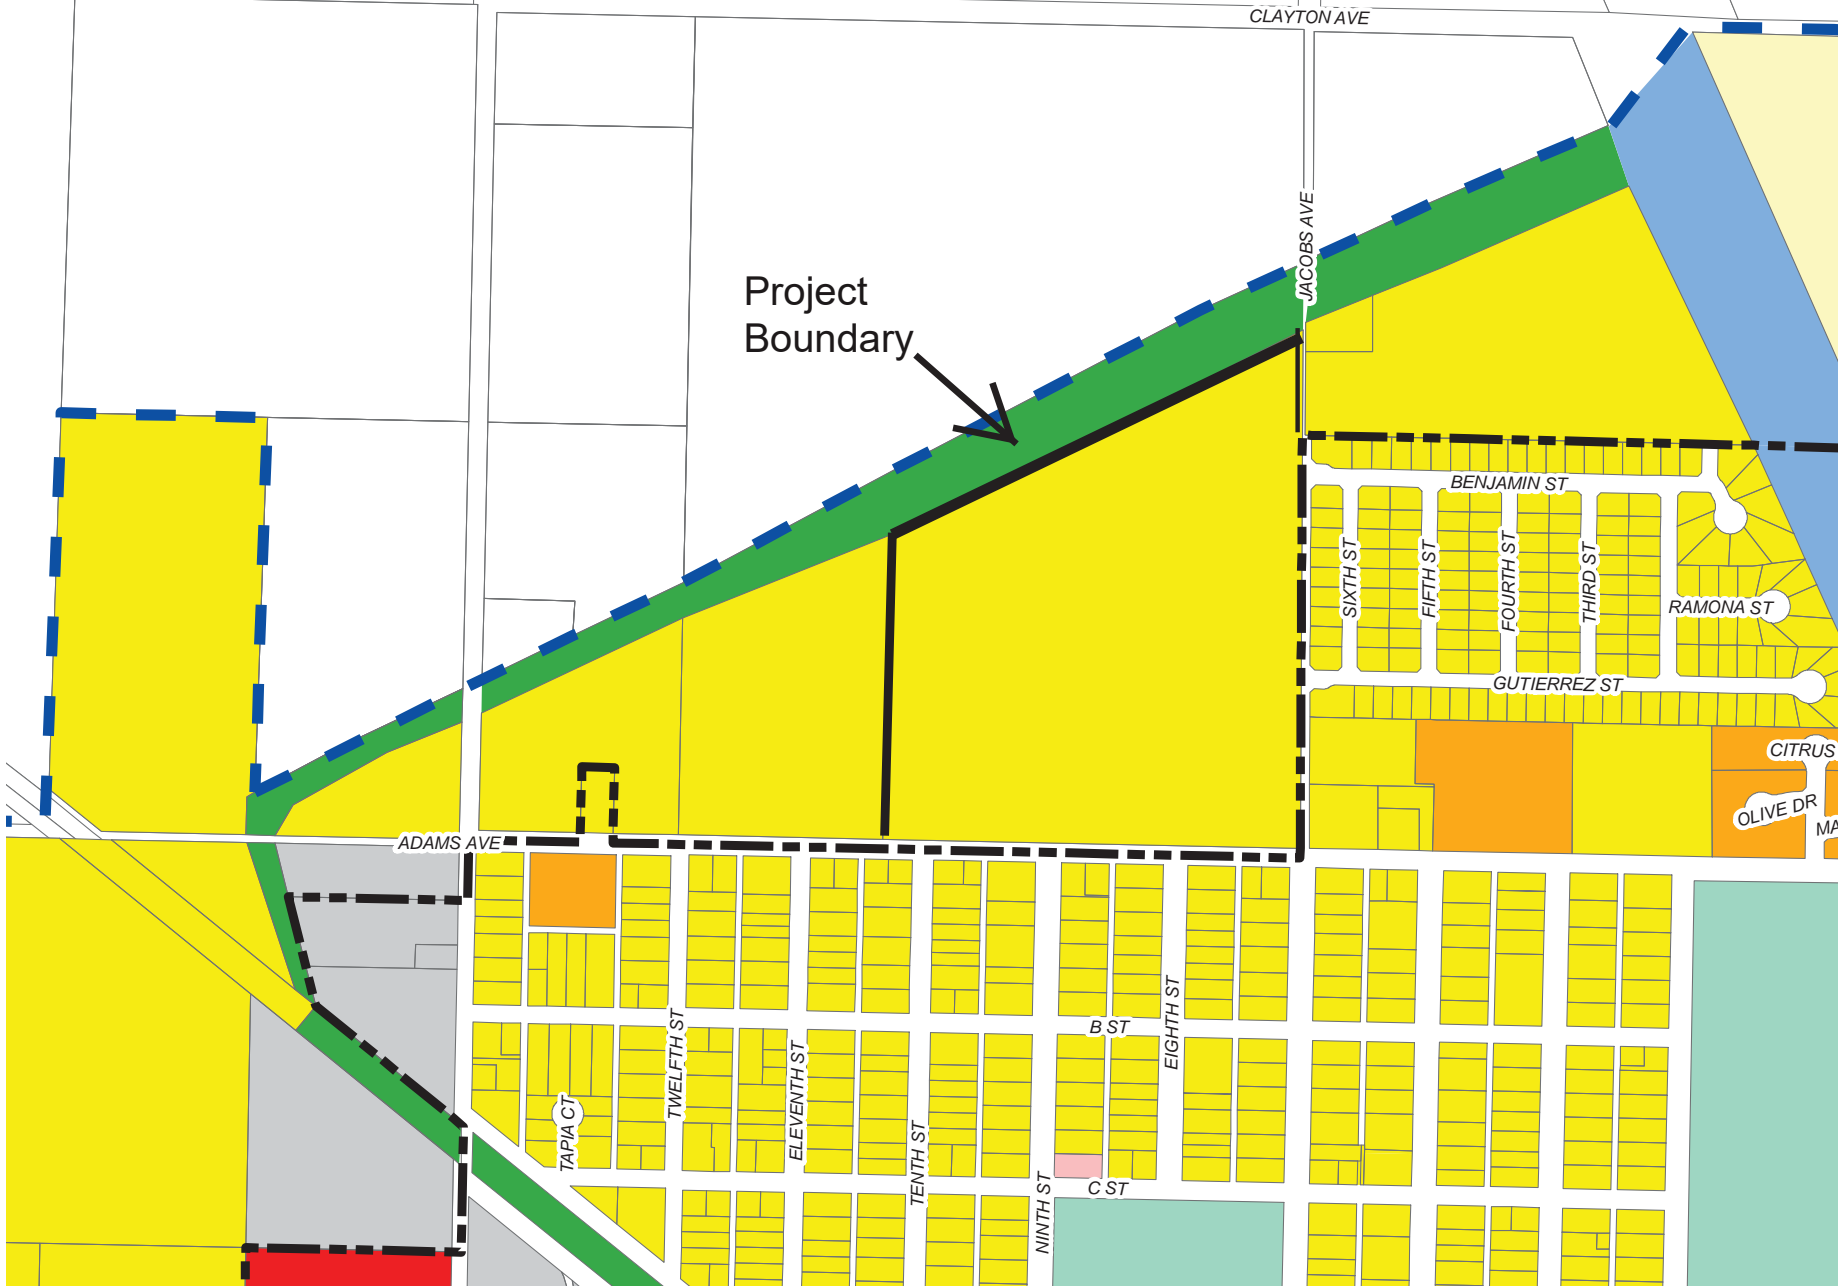 CLAYTON AVE
JACOBS AVE
Project
Boundary
BENJAMIN ST
SIXTH ST
FIFTH ST
FOURTH ST
THIRD ST
RAMONA ST
GUTIERREZ ST
CITRUS
OLIVE DR
MA
ADAMS AVE
B ST
EIGHTH ST
TWELFTH ST
ELEVENTH ST
TAPIA CT
TENTH ST
NINTH ST
C ST